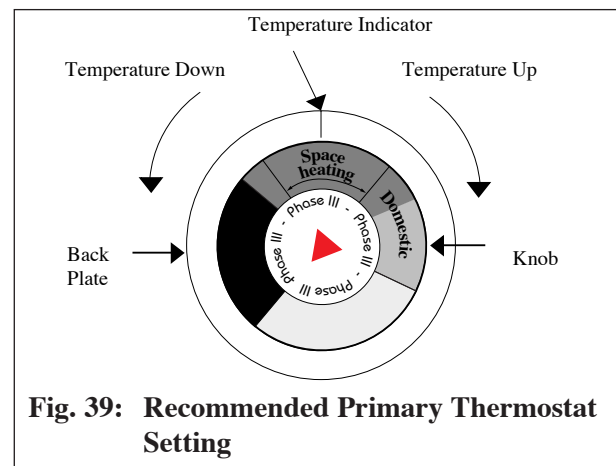 Temperature Indicator
Temperature Down
Temperature Up
Space
heating
Domestic
Phase III - Phase III - Phase III - Phase III -
Back
Plate
Knob
Fig. 39: Recommended Primary Thermostat
Setting